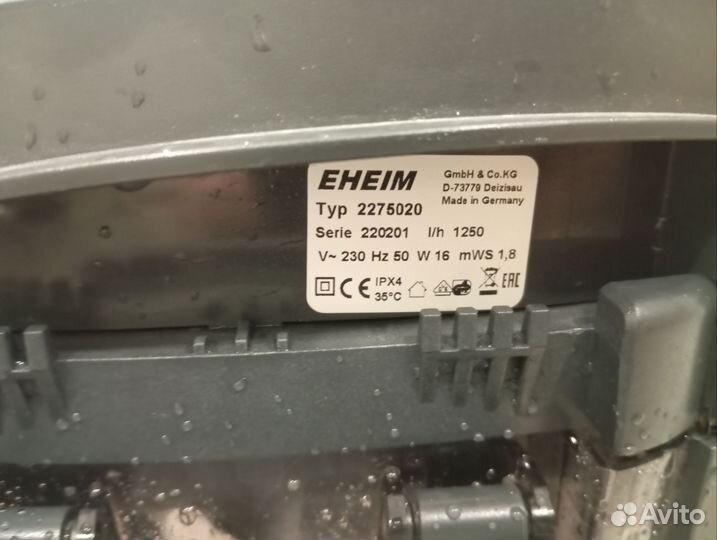 EHEIM
GmbH & Co.KG
D-73779 Deizisau
Made in Germany
Typ 2275020
Serie 220201 l/h 1250
V~ 230 Hz 50 W 16 mWS 1,8
CE IPX4
35°C
EAC
Avito